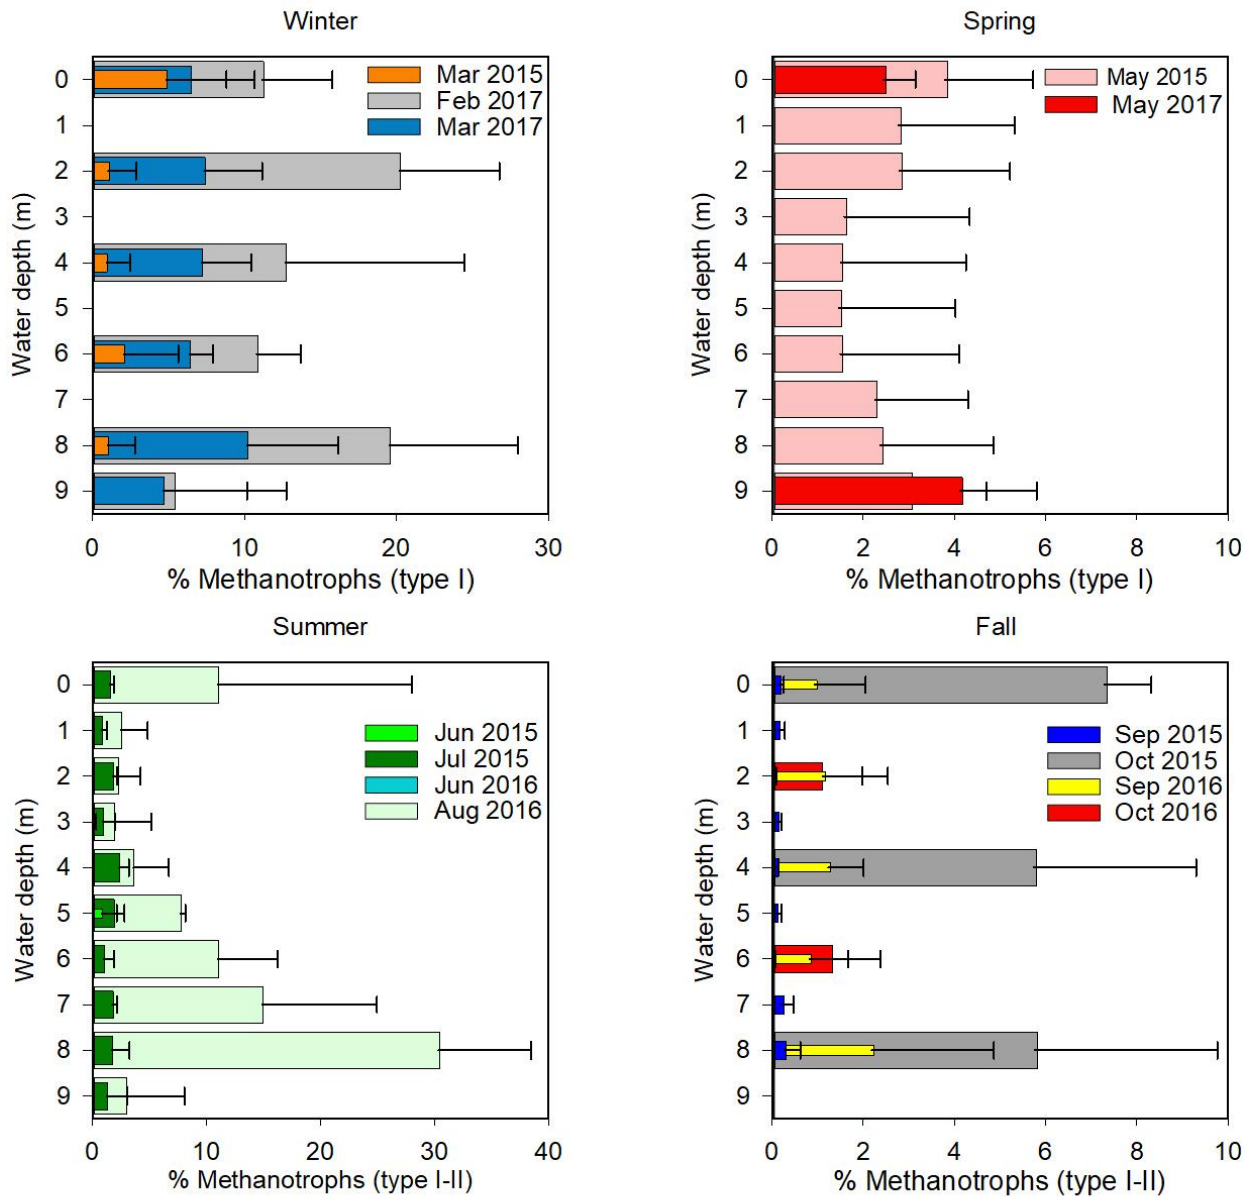 Winter
Mar 2015
Feb 2017
Mar 2017
Water depth (m)
0
1
2
3
4
5
6
7
8
9
0 10 20 30
% Methanotrophs (type I)
Spring
May 2015
May 2017
Water depth (m)
0
1
2
3
4
5
6
7
8
9
0 2 4 6 8 10
% Methanotrophs (type I)
Summer
Jun 2015
Jul 2015
Jun 2016
Aug 2016
Water depth (m)
0
1
2
3
4
5
6
7
8
9
0 10 20 30 40
% Methanotrophs (type I-II)
Fall
Sep 2015
Oct 2015
Sep 2016
Oct 2016
Water depth (m)
0
1
2
3
4
5
6
7
8
9
0 2 4 6 8 10
% Methanotrophs (type I-II)